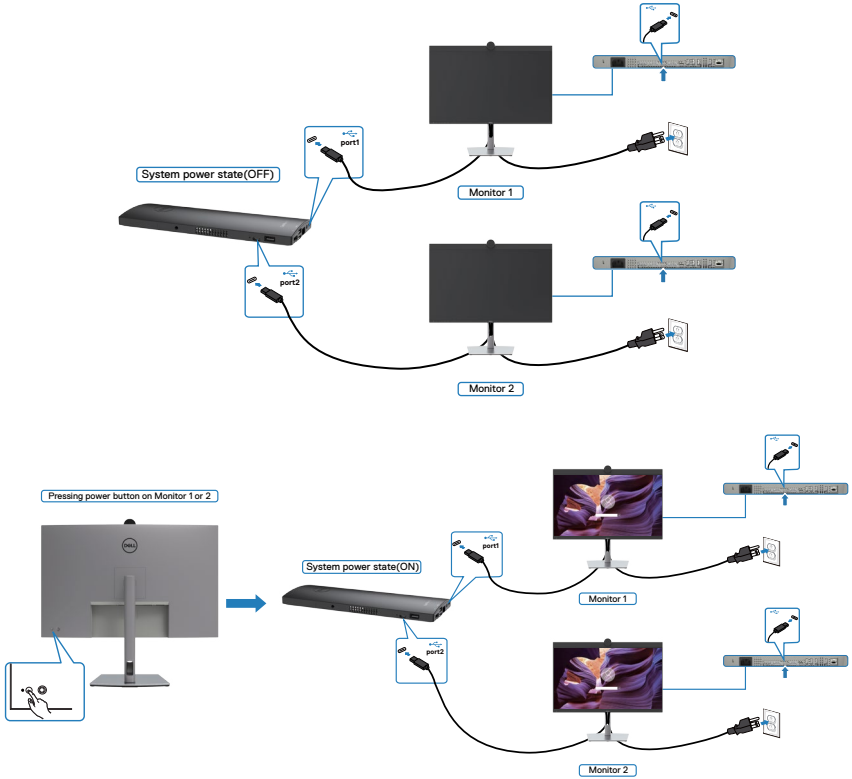 port1
System power state(OFF)
Monitor 1
port2
Monitor 2
Pressing power button on Monitor 1 or 2
DELL
port1
System power state(ON)
Monitor 1
port2
Monitor 2